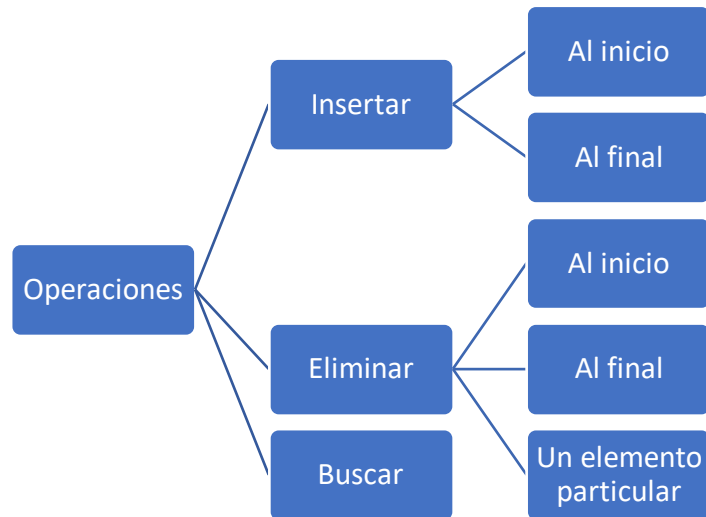 Operaciones
Insertar
Al inicio
Al final
Eliminar
Al inicio
Al final
Un elemento
particular
Buscar